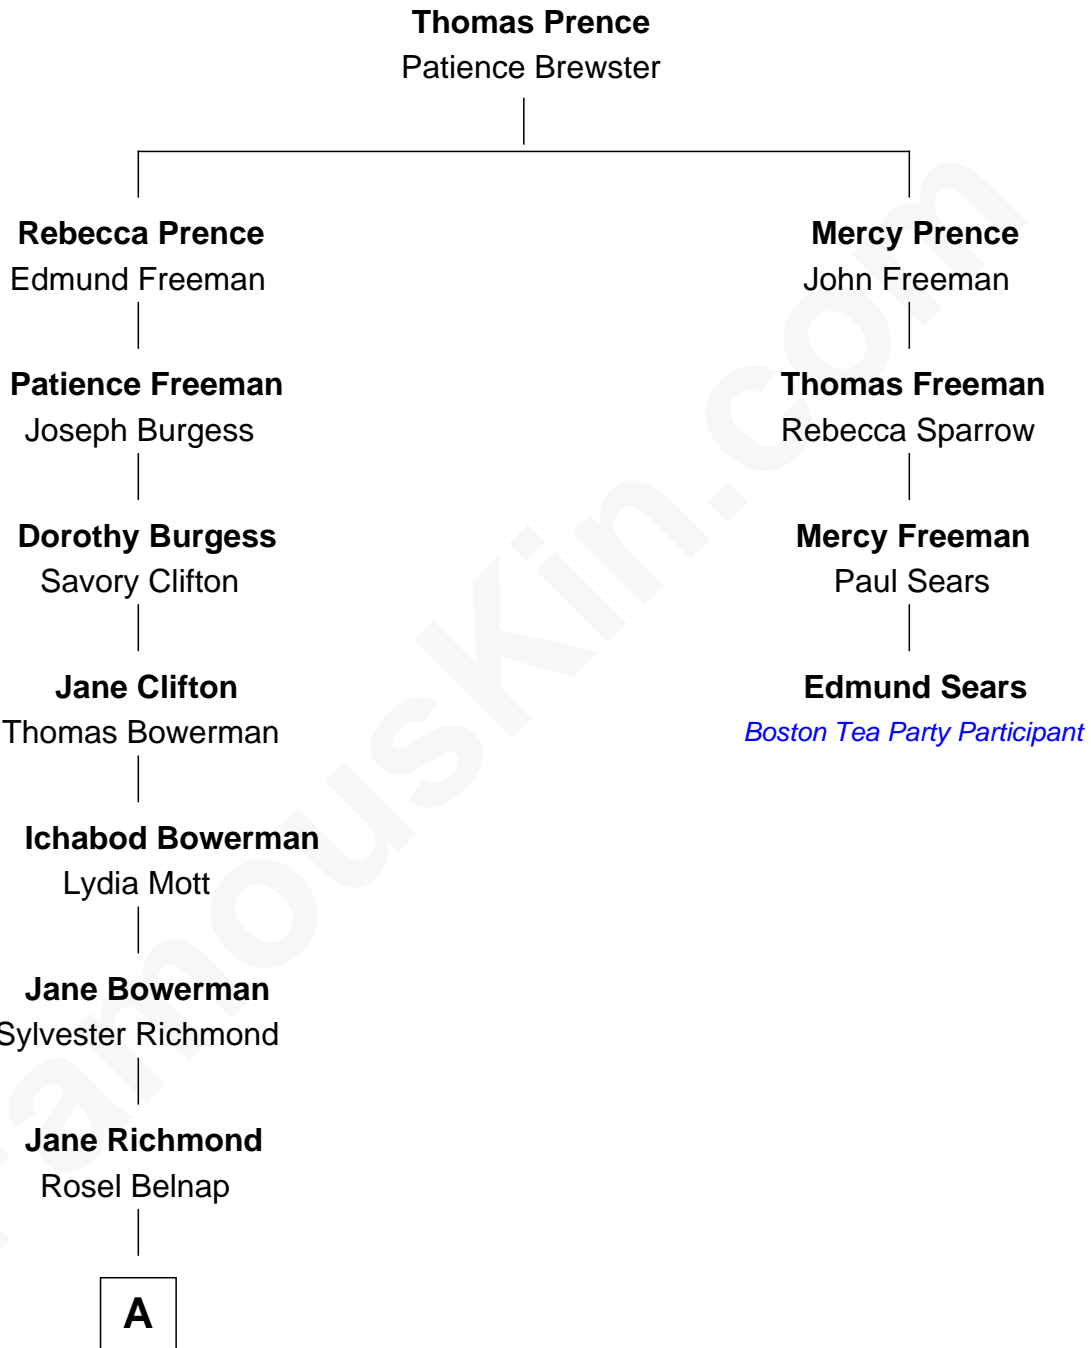 Thomas Prence
Patience Brewster
Rebecca Prence
Edmund Freeman
Mercy Prence
John Freeman
Patience Freeman
Joseph Burgess
Thomas Freeman
Rebecca Sparrow
Dorothy Burgess
Savory Clifton
Mercy Freeman
Paul Sears
Jane Clifton
Thomas Bowerman
Edmund Sears
Boston Tea Party Participant
Ichabod Bowerman
Lydia Mott
Jane Bowerman
Sylvester Richmond
Jane Richmond
Rosel Belnap
A
FamousKin.com